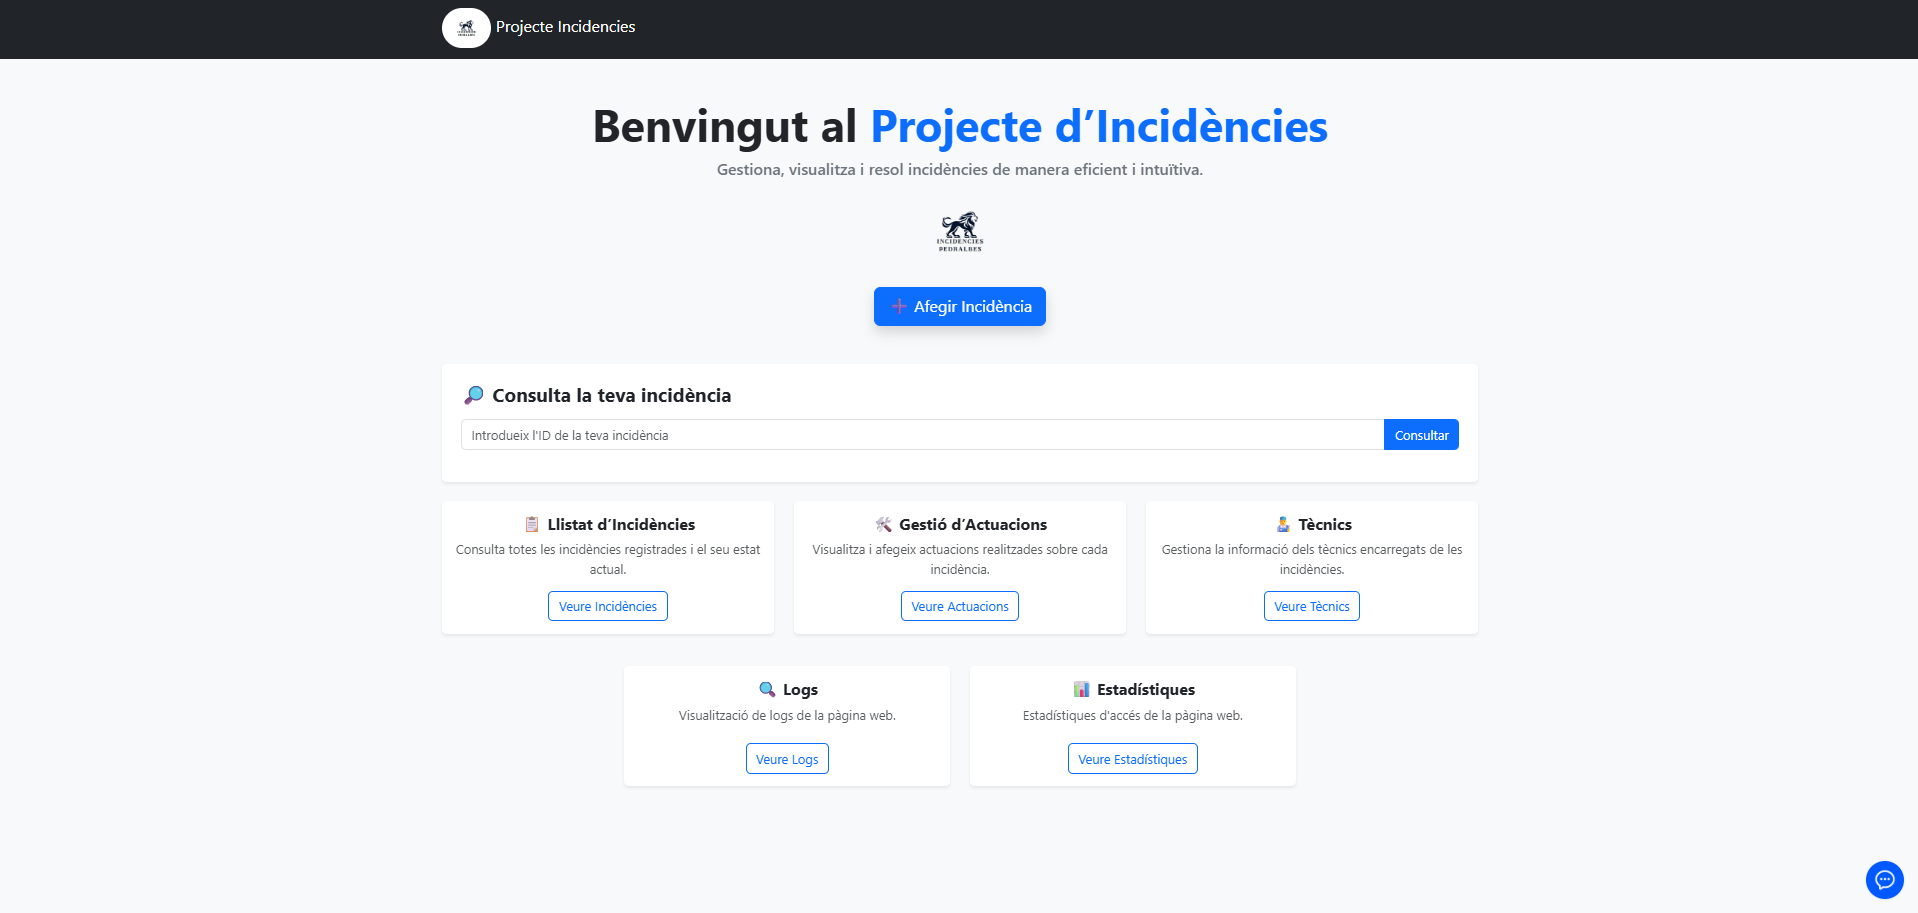 Projecte Incidencies
Benvingut al Projecte d’Incidències
Gestiona, visualitza i resol incidències de manera eficient i intuïtiva.
INCIDENCIES
PEDRALBES
Afegir Incidència
Consulta la teva incidència
Introdueix l'ID de la teva incidència
Consultar
Llistat d’Incidències
Consulta totes les incidències registrades i el seu estat
actual.
Veure Incidències
Gestió d’Actuacions
Visualitza i afegeix actuacions realitzades sobre cada
incidència.
Veure Actuacions
Tècnics
Gestiona la informació dels tècnics encarregats de les
incidències.
Veure Tècnics
Logs
Visualització de logs de la pàgina web.
Veure Logs
Estadístiques
Estadístiques d'accés de la pàgina web.
Veure Estadístiques